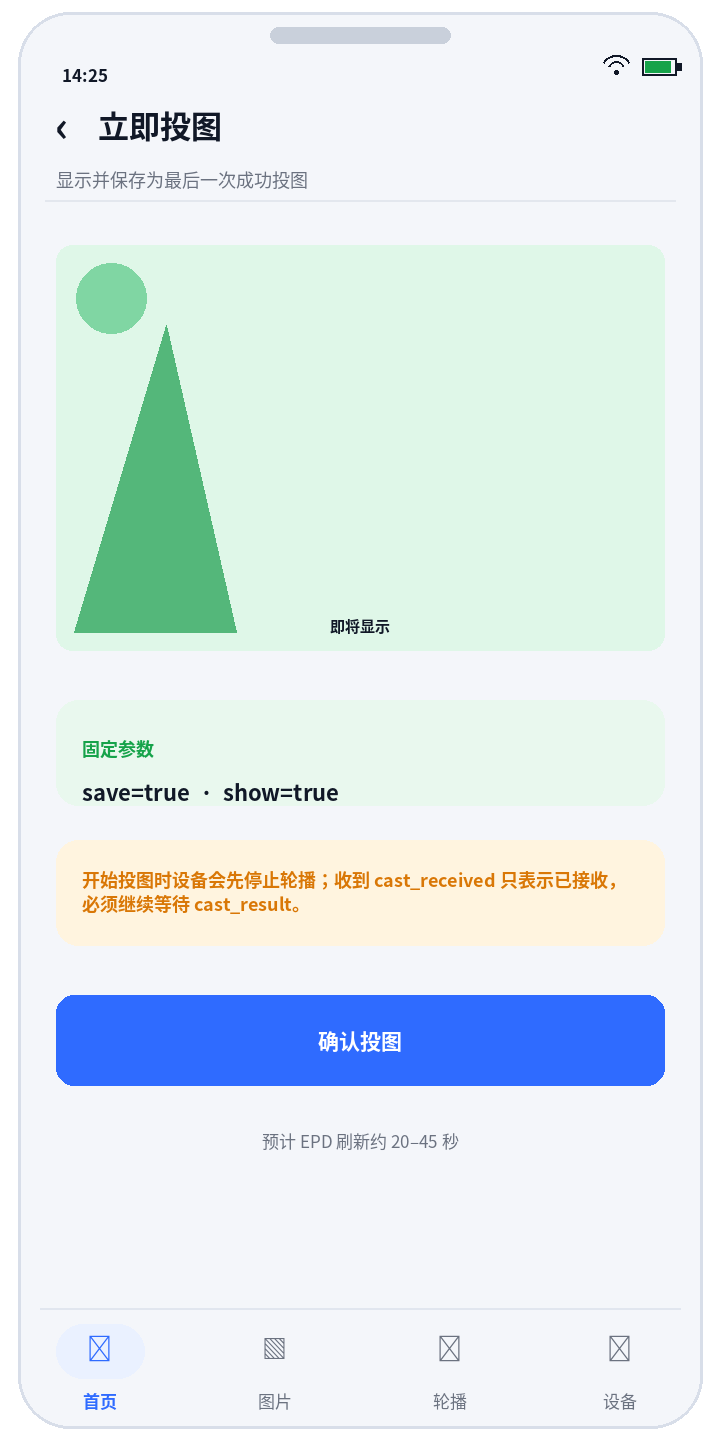 14:25
‹ 立即投图
显示并保存为最后一次成功投图
即将显示
固定参数
save=true · show=true
开始投图时设备会先停止轮播；收到 cast_received 只表示已接收，
必须继续等待 cast_result。
确认投图
预计 EPD 刷新约 20–45 秒
首页 图片 轮播 设备